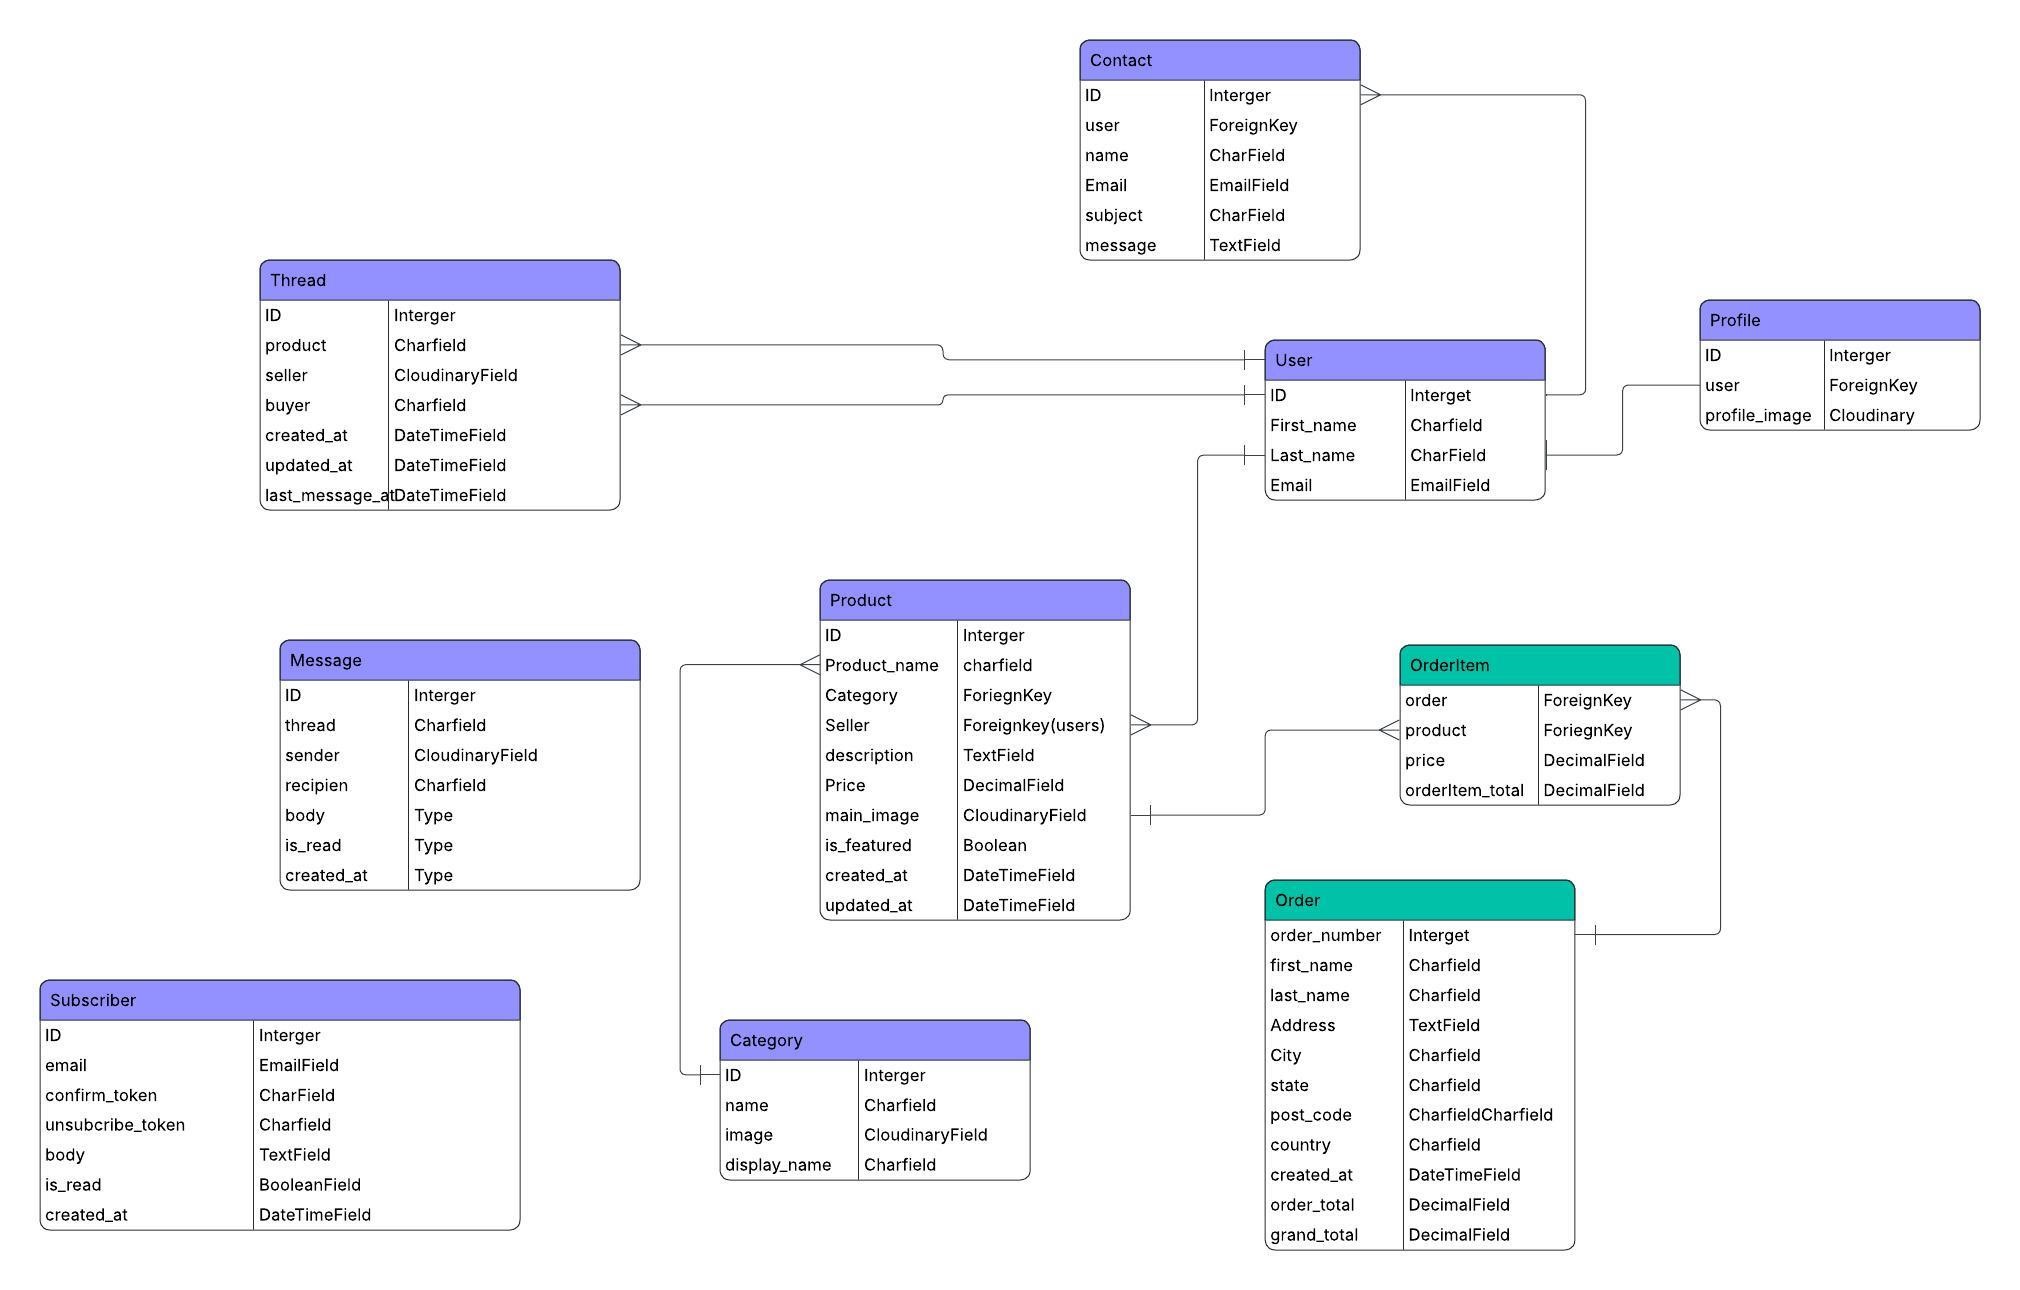 Contact
ID Interger
user ForeignKey
name CharField
Email EmailField
subject CharField
message TextField
Thread
ID Interger
product Charfield
seller CloudinaryField
buyer Charfield
created_at DateTimeField
updated_at DateTimeField
last_message_at DateTimeField
User
ID Interget
First_name Charfield
Last_name CharField
Email EmailField
Profile
ID Interger
user ForeignKey
profile_image Cloudinary
Product
ID Interger
Product_name charfield
Category ForiegnKey
Seller Foreignkey(users)
description TextField
Price DecimalField
main_image CloudinaryField
is_featured Boolean
created_at DateTimeField
updated_at DateTimeField
Message
ID Interger
thread Charfield
sender CloudinaryField
recipien Charfield
body Type
is_read Type
created_at Type
OrderItem
order ForeignKey
product ForiegnKey
price DecimalField
orderItem_total DecimalField
Order
order_number Interget
first_name Charfield
last_name Charfield
Address TextField
City Charfield
state Charfield
post_code CharfieldCharfield
country Charfield
created_at DateTimeField
order_total DecimalField
grand_total DecimalField
Subscriber
ID Interger
email EmailField
confirm_token CharField
unsubcribe_token Charfield
body TextField
is_read BooleanField
created_at DateTimeField
Category
ID Interger
name Charfield
image CloudinaryField
display_name Charfield